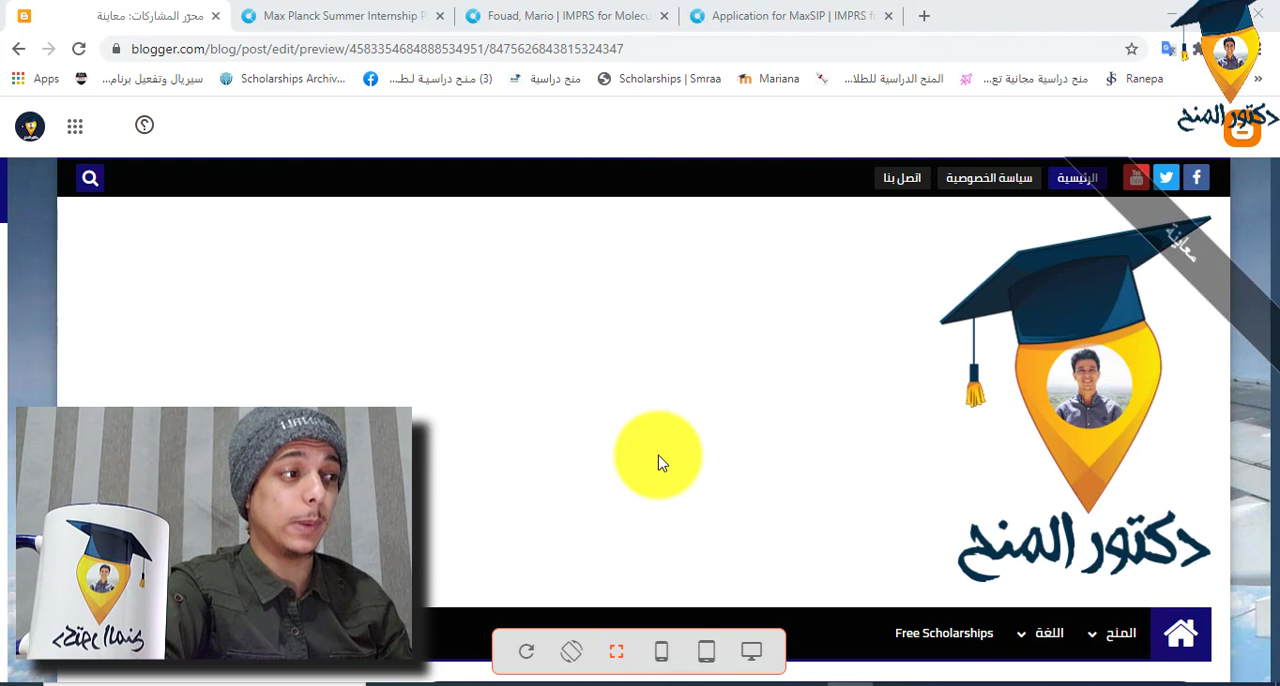 محرّر المشاركات: معاينة
Max Planck Summer Internship P
Fouad, Mario | IMPRS for Molecu
Application for MaxSIP | IMPRS for
blogger.com/blog/post/edit/preview/4583354684888534951/8475626843815324347
Apps
سيريال وتفعيل برنام...
Scholarships Archiv...
(3) منح دراسية لط...
منح دراسية
Scholarships | Smraa
Mariana
المنح الدراسية للطلا...
منح دراسية مجانية تع...
Ranepa
»
دكتور المنح
الرئيسية
سياسة الخصوصية
اتصل بنا
You
معاينة
دكتور المنح
المنح
اللغة
Free Scholarships